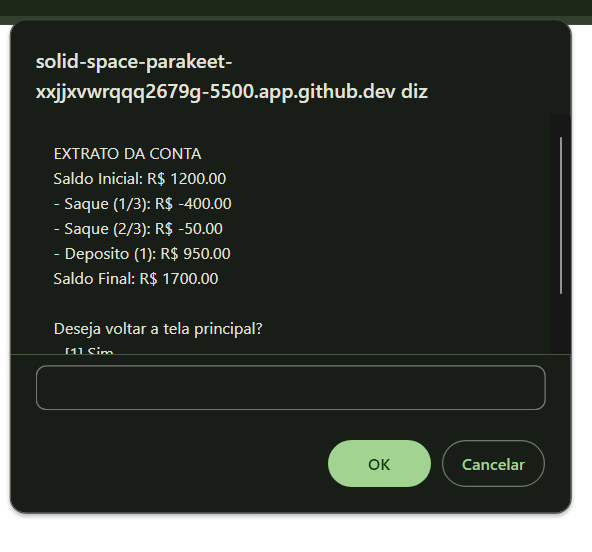 solid-space-parakeet-
xxjjxvwrqqq2679g-5500.app.github.dev diz
EXTRATO DA CONTA
Saldo Inicial: R$ 1200.00
- Saque (1/3): R$ -400.00
- Saque (2/3): R$ -50.00
- Deposito (1): R$ 950.00
Saldo Final: R$ 1700.00
Deseja voltar a tela principal?
[1] Sim
OK
Cancelar